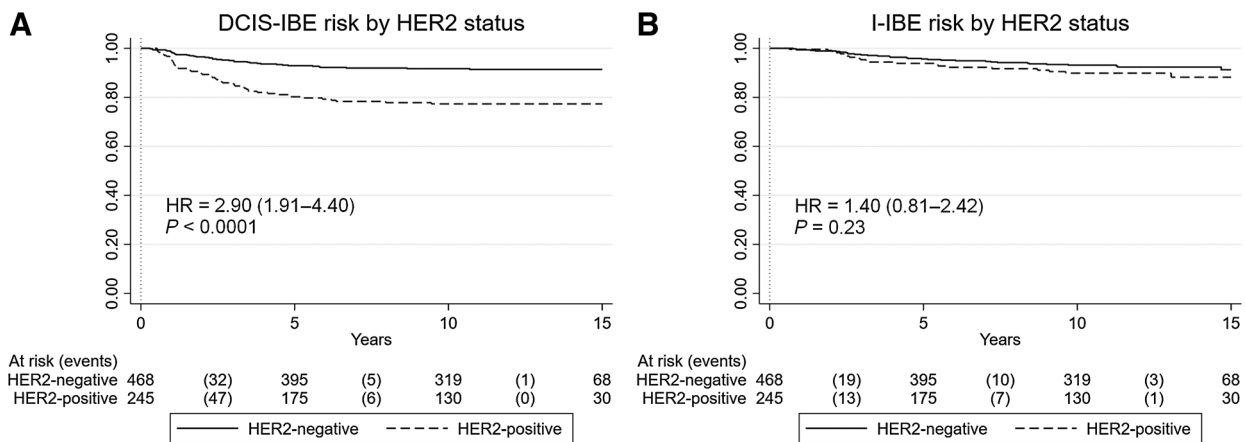 A
DCIS-IBE risk by HER2 status
1.00
0.80
0.60
0.40
0.20
0.00
HR = 2.90 (1.91–4.40)
P < 0.0001
0 5 10 15
Years
At risk (events)
HER2-negative 468 (32) 395 (5) 319 (1) 68
HER2-positive 245 (47) 175 (6) 130 (0) 30
HER2-negative HER2-positive
B
I-IBE risk by HER2 status
1.00
0.80
0.60
0.40
0.20
0.00
HR = 1.40 (0.81–2.42)
P = 0.23
0 5 10 15
Years
At risk (events)
HER2-negative 468 (19) 395 (10) 319 (3) 68
HER2-positive 245 (13) 175 (7) 130 (1) 30
HER2-negative HER2-positive